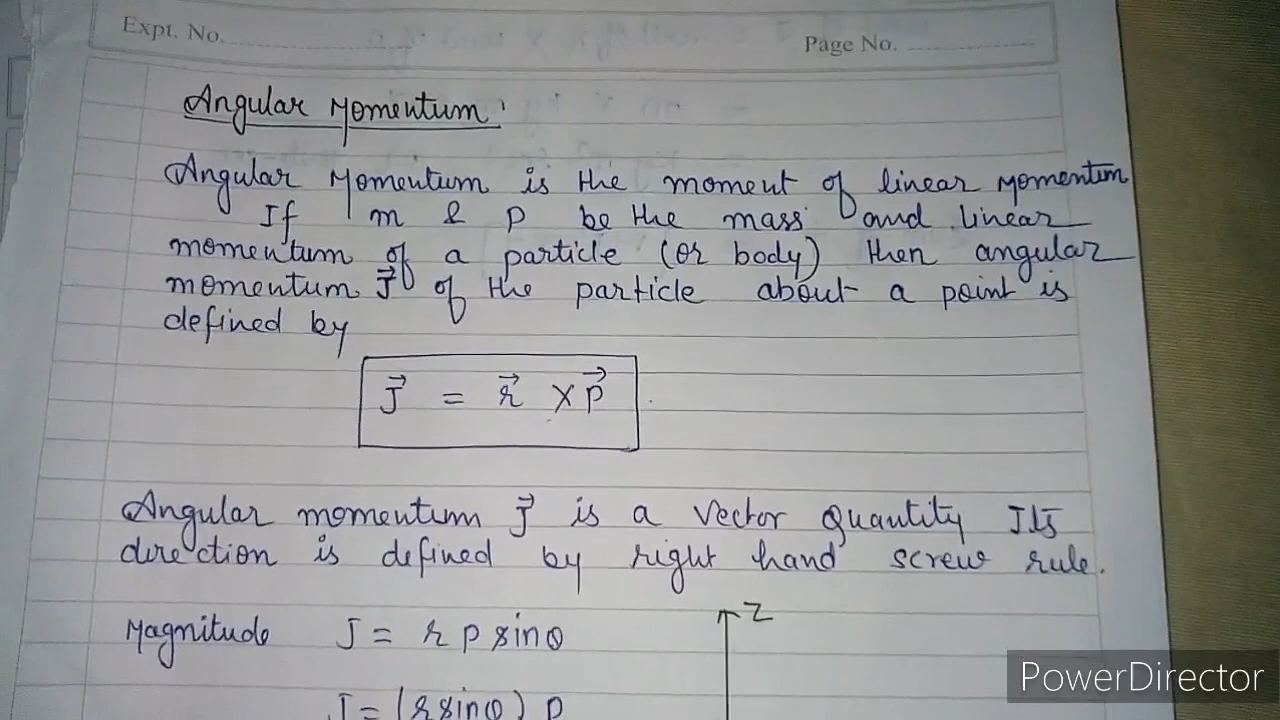 Expt. No.
Page No.
Angular Momentum :
Angular Momentum is the moment of linear Momentum
If m & p be the mass and linear
momentum of a particle (or body) then angular
momentum J⃗ of the particle about a point is
defined by
J⃗ = r⃗ × p⃗
Angular momentum J⃗ is a vector Quantity Its
direction is defined by right hand screw rule.
Magnitude J = r p sinθ
Z
J = (r sinθ) p
PowerDirector